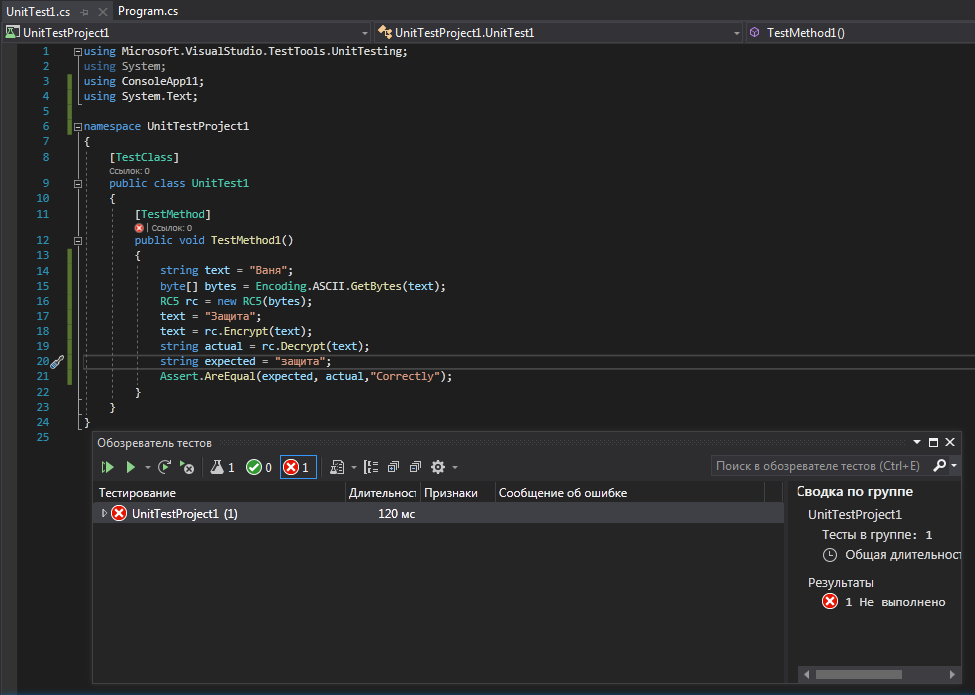 UnitTest1.cs Program.cs
UnitTestProject1 UnitTestProject1.UnitTest1 TestMethod1()
1 using Microsoft.VisualStudio.TestTools.UnitTesting;
2 using System;
3 using ConsoleApp11;
4 using System.Text;
5
6 namespace UnitTestProject1
7 {
8 [TestClass]
Ссылок: 0
9 public class UnitTest1
10 {
11 [TestMethod]
| Ссылок: 0
12 public void TestMethod1()
13 {
14 string text = "Ваня";
15 byte[] bytes = Encoding.ASCII.GetBytes(text);
16 RC5 rc = new RC5(bytes);
17 text = "Защита";
18 text = rc.Encrypt(text);
19 string actual = rc.Decrypt(text);
20 string expected = "защита";
21 Assert.AreEqual(expected, actual,"Correctly");
22 }
23 }
24 }
25
Обозреватель тестов
1 0 1 Поиск в обозревателе тестов (Ctrl+E)
Тестирование Длительност Признаки Сообщение об ошибке
UnitTestProject1 (1) 120 мс
Сводка по группе
UnitTestProject1
Тесты в группе: 1
Общая длительност
Результаты
1 Не выполнено